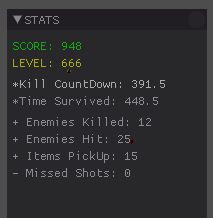 ▼STATS
SCORE: 948
LEVEL: 666
*Kill CountDown: 391.5
*Time Survived: 448.5
+ Enemies Killed: 12
+ Enemies Hit: 25
+ Items PickUp: 15
- Missed Shots: 0